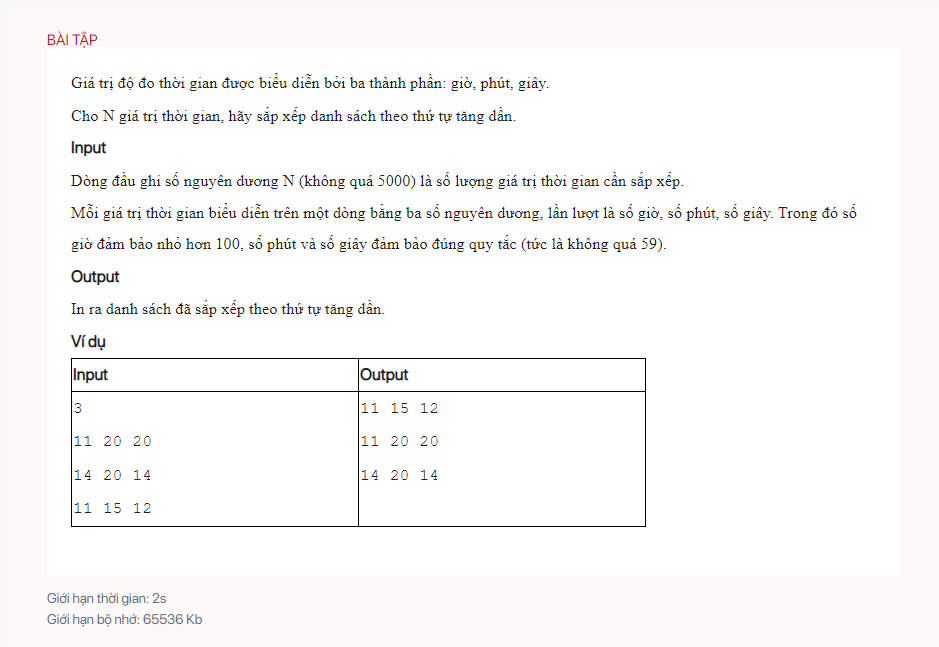 BÀI TẬP
Giá trị độ đo thời gian được biểu diễn bởi ba thành phần: giờ, phút, giây.
Cho N giá trị thời gian, hãy sắp xếp danh sách theo thứ tự tăng dần.
Input
Dòng đầu ghi số nguyên dương N (không quá 5000) là số lượng giá trị thời gian cần sắp xếp.
Mỗi giá trị thời gian biểu diễn trên một dòng bằng ba số nguyên dương, lần lượt là số giờ, số phút, số giây. Trong đó số
giờ đảm bảo nhỏ hơn 100, số phút và số giây đảm bảo đúng quy tắc (tức là không quá 59).
Output
In ra danh sách đã sắp xếp theo thứ tự tăng dần.
Ví dụ
Input Output
3 11 15 12
11 20 20 11 20 20
14 20 14 14 20 14
11 15 12
Giới hạn thời gian: 2s
Giới hạn bộ nhớ: 65536 Kb